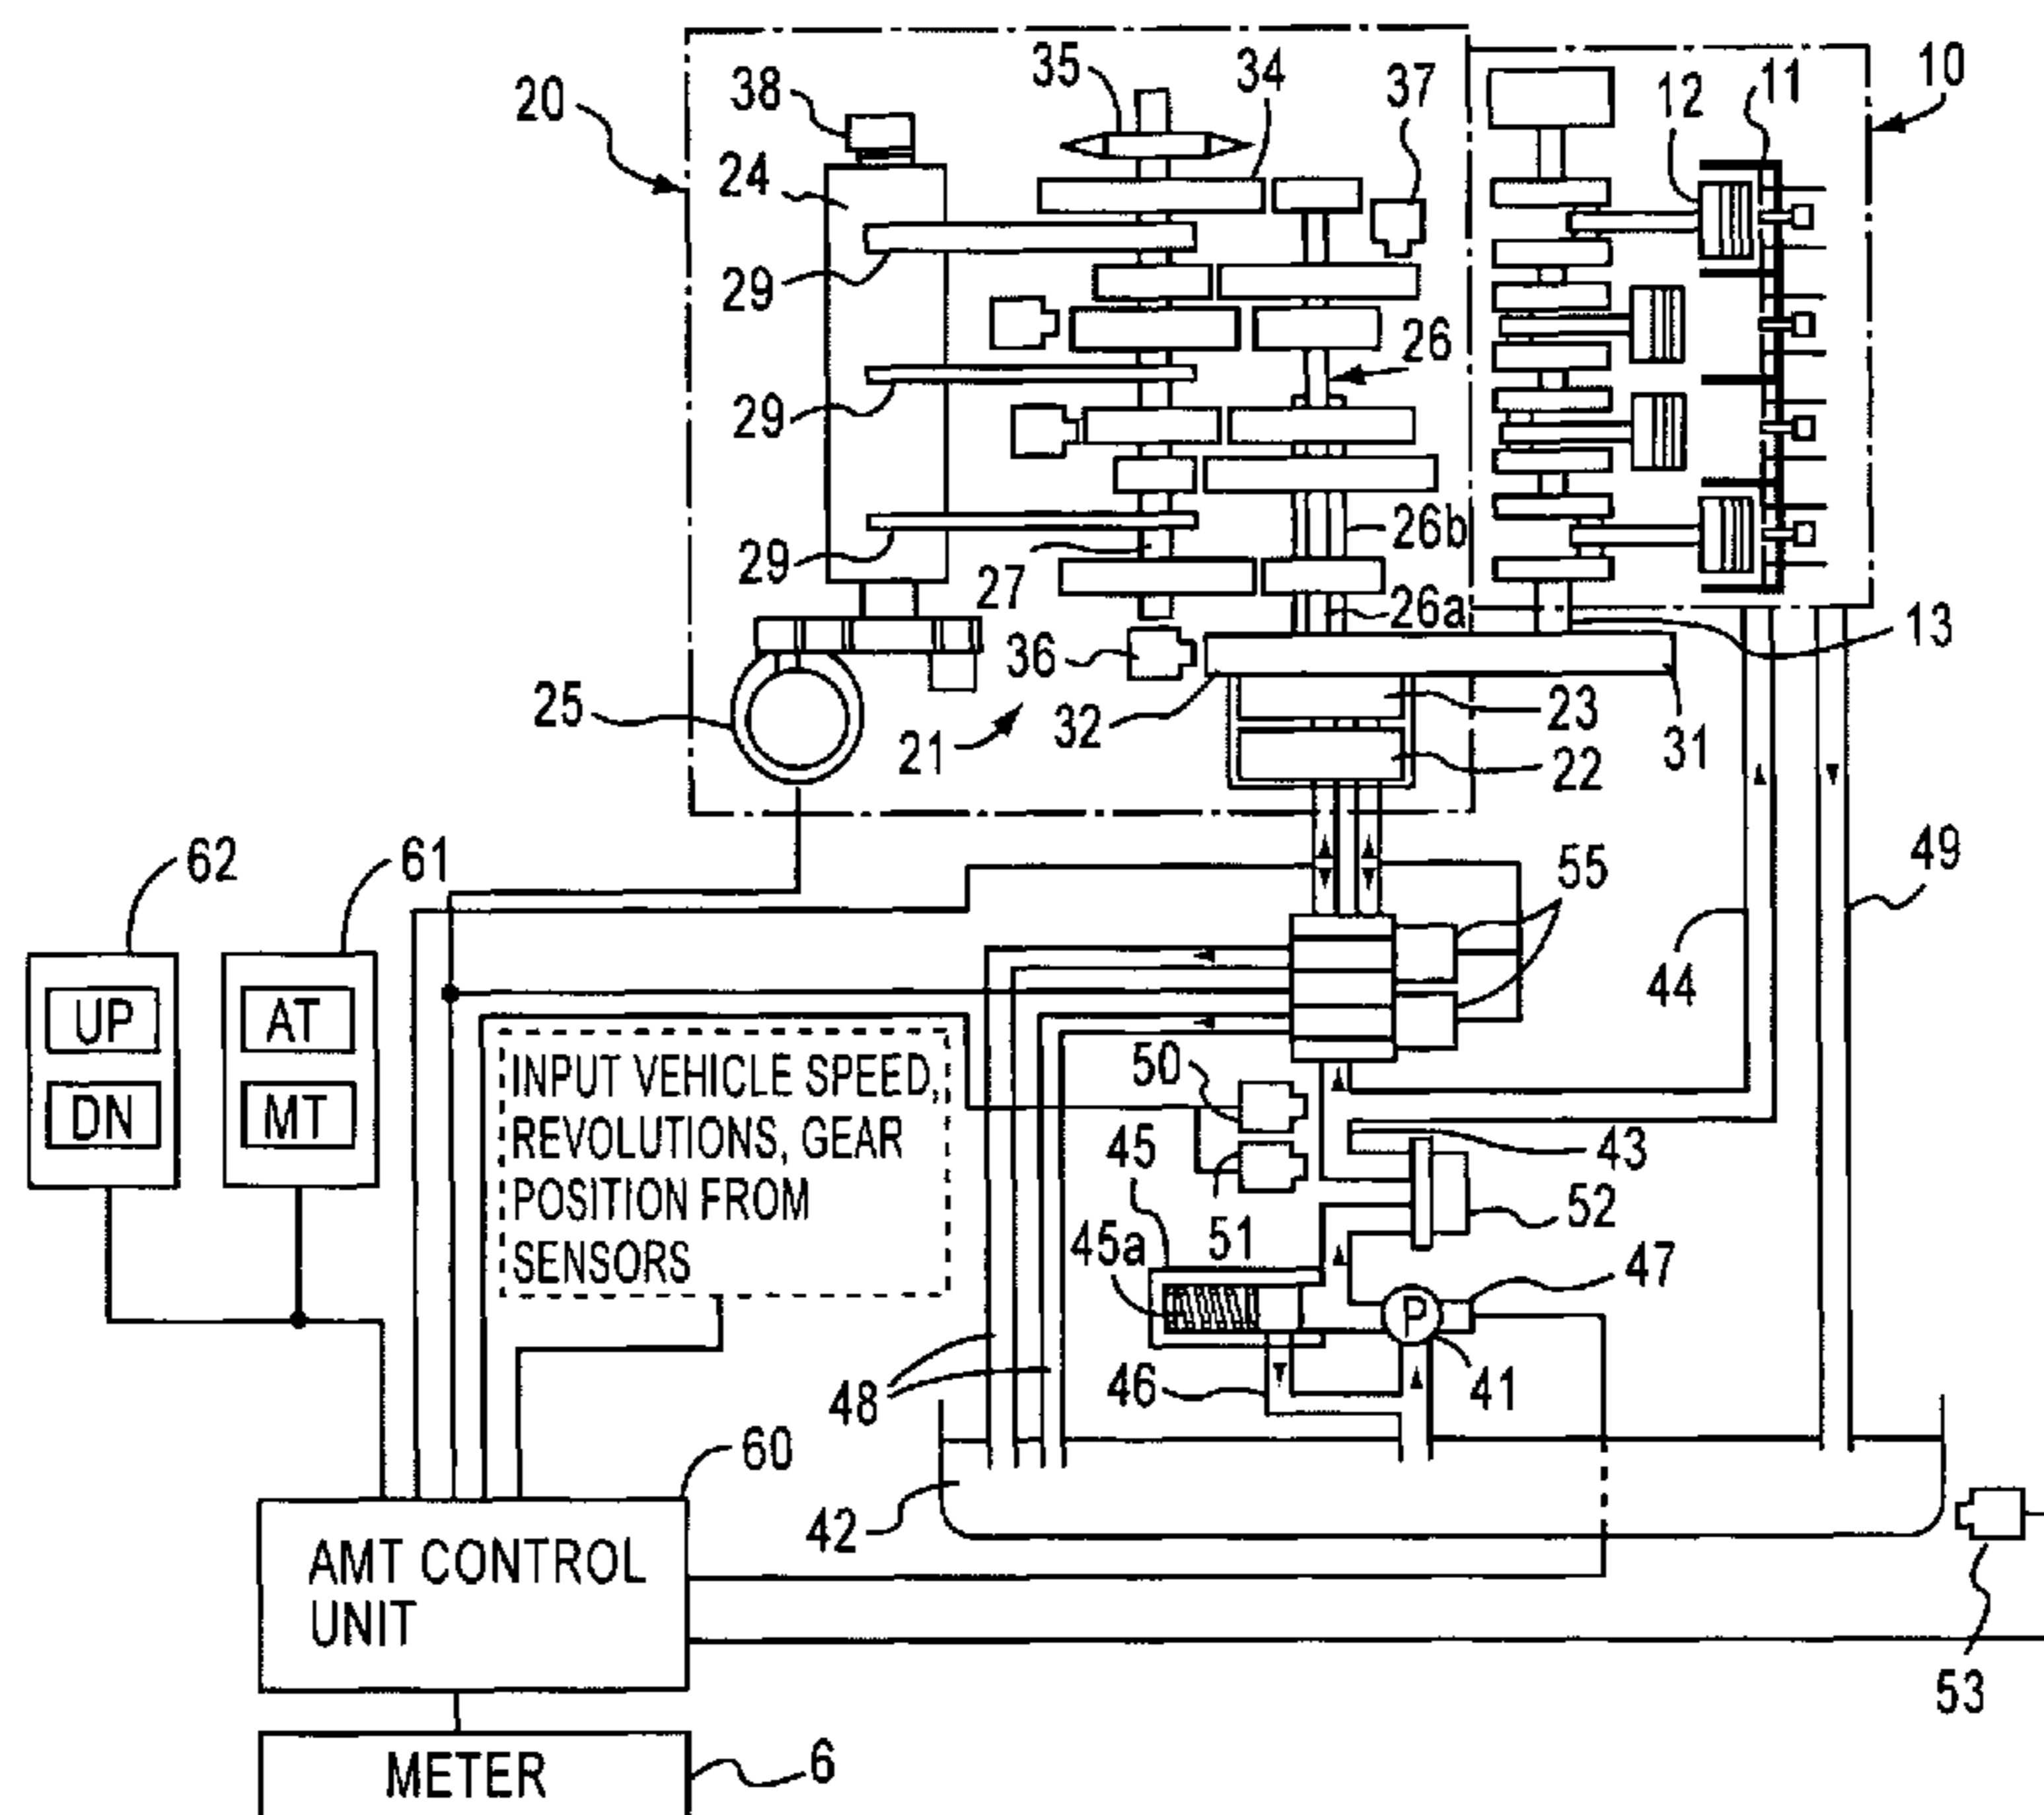 35
34
37
12
11
10
20
38
24
29
26
29
26b
29
27
26a
13
36
25
32
23
31
21
22
62
61
55
49
UP
AT
44
DN
MT
INPUT VEHICLE SPEED,
REVOLUTIONS, GEAR
POSITION FROM
SENSORS
50
45
43
52
45a
51
47
48
46
41
60
42
AMT CONTROL
UNIT
53
METER
6